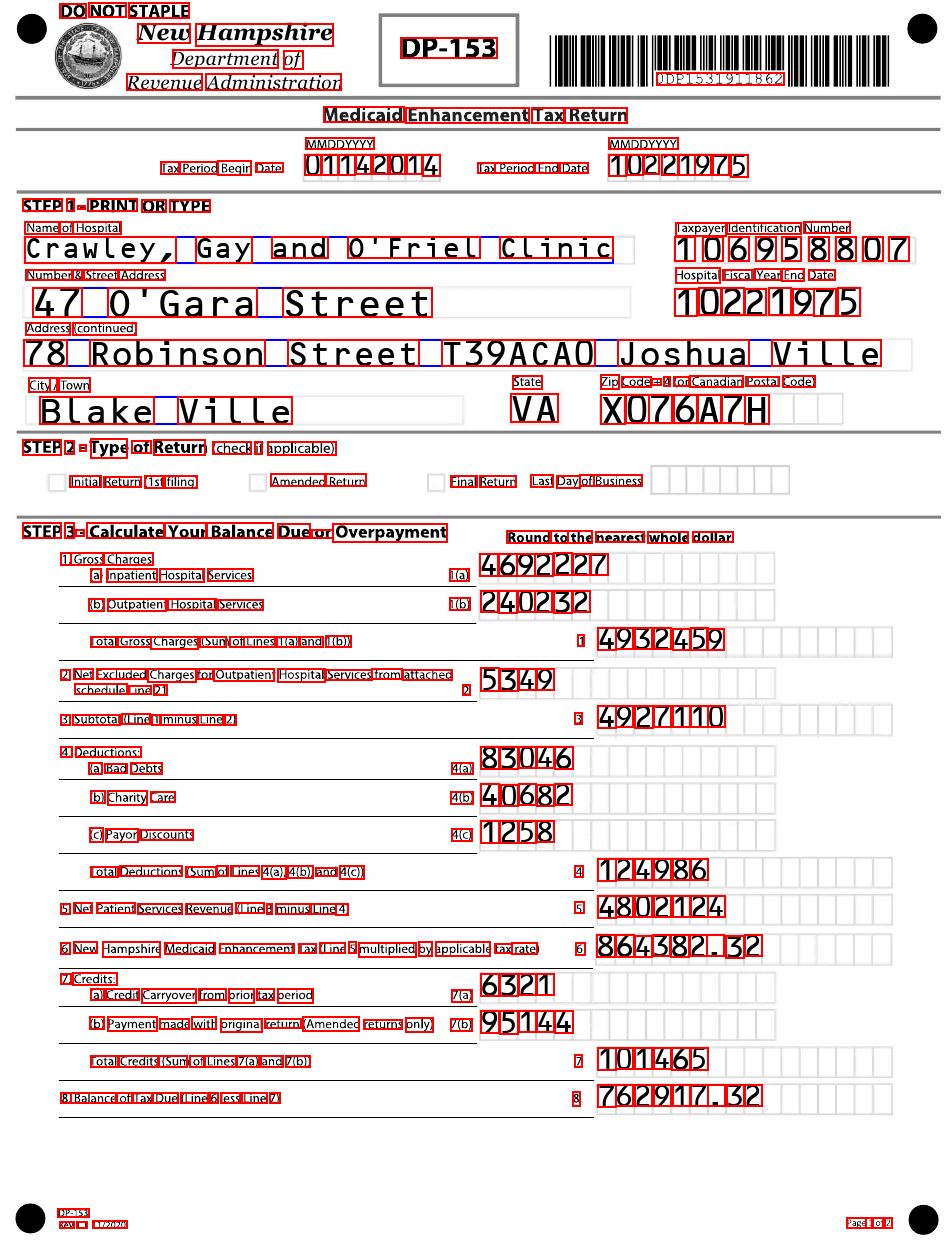 DO NOT STAPLE
New Hampshire
Department of
Revenue Administration
DP-153
0DP1531911862
Medicaid Enhancement Tax Return
MMDDYYYY MMDDYYYY
Tax Period Begin Date 01142014 Tax Period End Date 10221975
STEP 1 - PRINT OR TYPE
Name of Hospital Taxpayer Identification Number
Crawley, Gay and O'Friel Clinic 106958807
Number & Street Address Hospital Fiscal Year End Date
47 O'Gara Street 10221975
Address (continued)
78 Robinson Street T39ACAO Joshua Ville
City / Town State Zip Code + 4 (or Canadian Postal Code)
Blake Ville VA X076A7H
STEP 2 - Type of Return (check if applicable)
Initial Return (1st filing Amended Return Final Return Last Day of Business
STEP 3 - Calculate Your Balance Due or Overpayment Round to the nearest whole dollar
1. Gross Charges
a) Inpatient Hospital Services 1(a) 4692227
(b) Outpatient Hospital Services 1(b) 240232
Total Gross Charges (Sum of Lines 1(a) and 1(b)) 1 4932459
2. Net Excluded Charges for Outpatient Hospital Services from attached
schedule Line 21 2 5349
3. Subtotal (Line 1 minus Line 2) 3 4927110
4. Deductions:
(a) Bad Debts 4(a) 83046
b) Charity Care 4(b) 40682
(c) Payor Discounts 4(c) 1258
Total Deductions (Sum of Lines 4(a), 4(b), and 4(c)) 4 124986
5. Net Patient Services Revenue (Line 3 minus Line 4) 5 4802124
6. New Hampshire Medicaid Enhancement Tax (Line 5 multiplied by applicable tax rate) 6 864382.32
7. Credits:
a) Credit Carryover from prior tax period 7(a) 6321
(b) Payment made with original return (Amended returns only) 7(b) 95144
Total Credits (Sum of Lines 7(a) and 7(b)) 7 101465
8. Balance of Tax Due (Line 6 less Line 7) 8 762917.32
DP-153
Rev 11/2020 Page 1 of 2